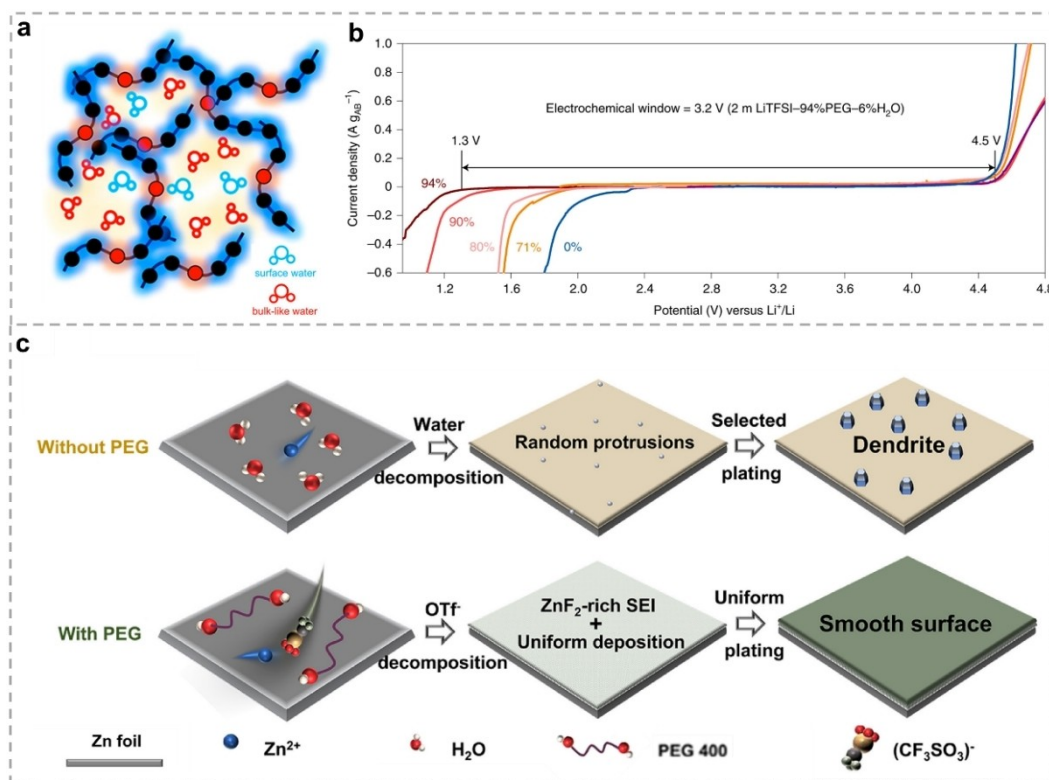 a
surface water
bulk-like water
b
Current density (A g_AB⁻¹)
1.0
0.8
0.6
0.4
0.2
0
−0.2
−0.4
−0.6
Electrochemical window = 3.2 V (2 m LiTFSI–94%PEG–6%H₂O)
1.3 V
4.5 V
94%
90%
80%
71%
0%
1.2
1.6
2.0
2.4
2.8
3.2
3.6
4.0
4.4
4.8
Potential (V) versus Li⁺/Li
c
Without PEG
Water
decomposition
Random protrusions
Selected
plating
Dendrite
With PEG
OTf⁻
decomposition
ZnF₂-rich SEI
+
Uniform deposition
Uniform
plating
Smooth surface
Zn foil
Zn²⁺
H₂O
PEG 400
(CF₃SO₃)⁻